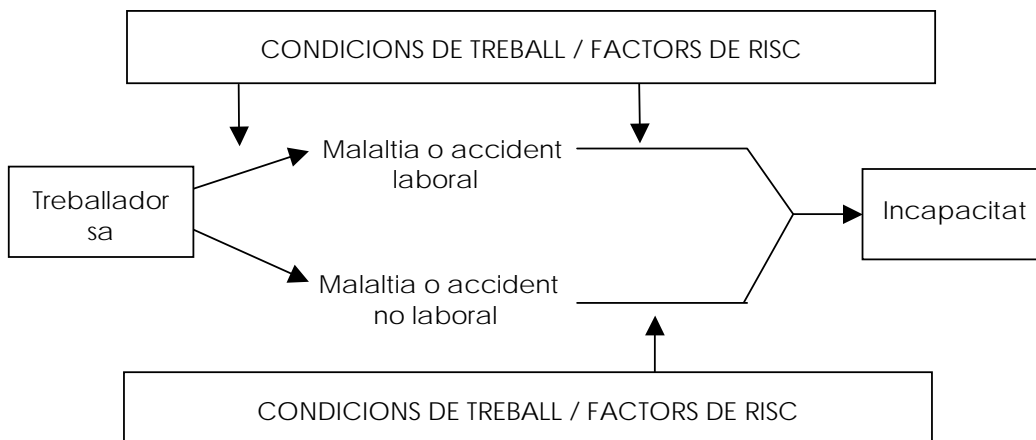 CONDICIONS DE TREBALL / FACTORS DE RISC
Malaltia o accident
laboral
Treballador
sa
Incapacitat
Malaltia o accident
no laboral
CONDICIONS DE TREBALL / FACTORS DE RISC